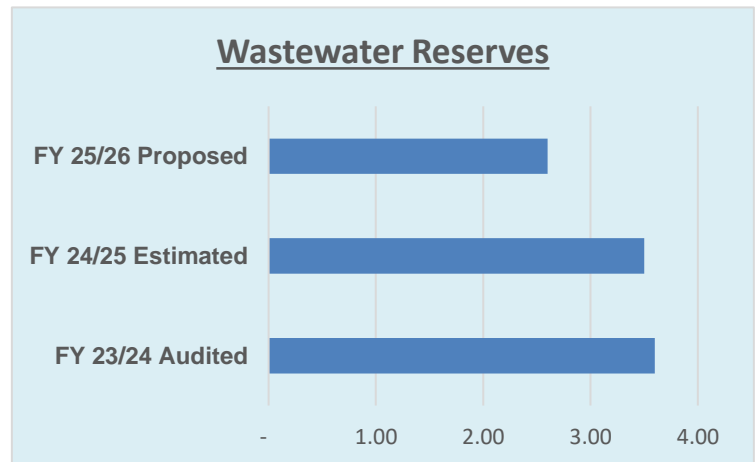 Wastewater Reserves
FY 25/26 Proposed
FY 24/25 Estimated
FY 23/24 Audited
- 1.00 2.00 3.00 4.00